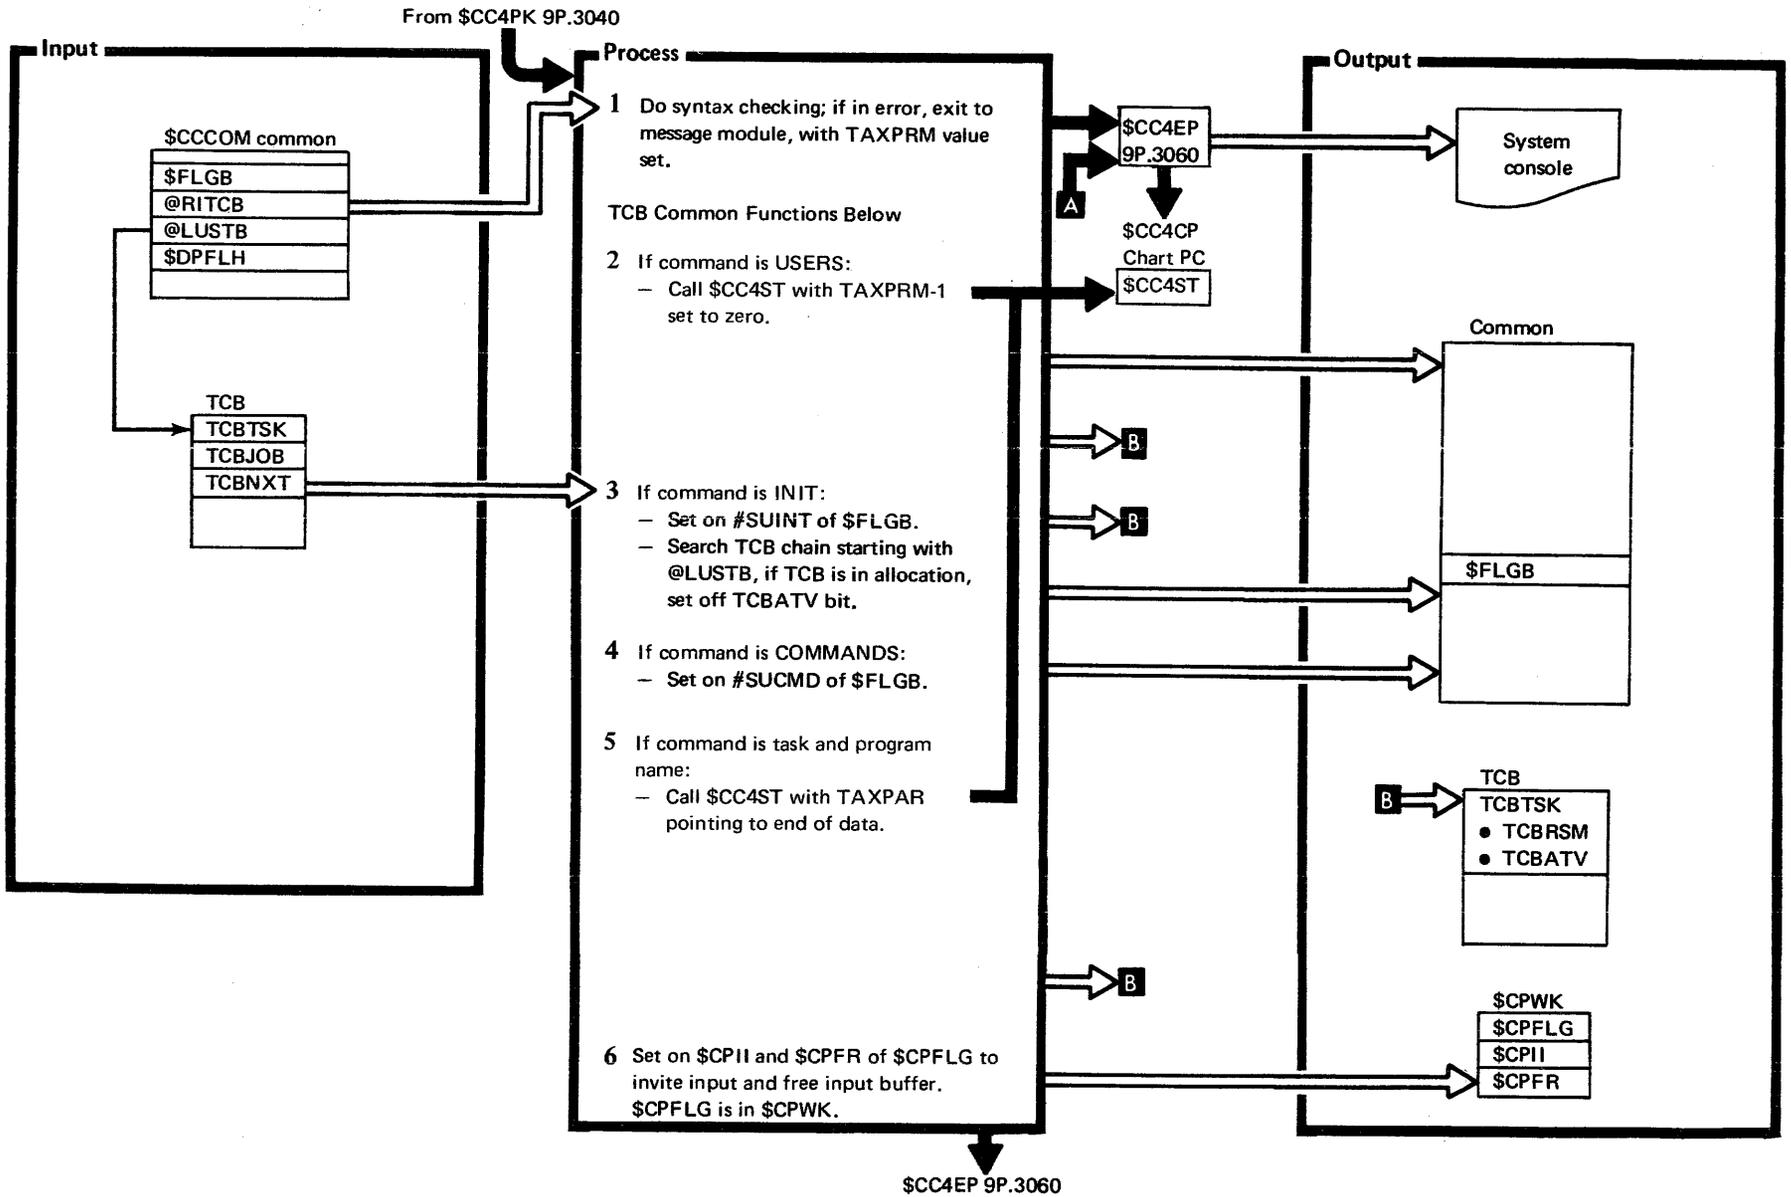 From $CC4PK 9P.3040
Input
$CCCOM common
$FLGB
@RITCB
@LUSTB
$DPFLH
TCB
TCBTSK
TCBJOB
TCBNXT
Process
1 Do syntax checking; if in error, exit to
message module, with TAXPRM value
set.
TCB Common Functions Below
2 If command is USERS:
– Call $CC4ST with TAXPRM-1
set to zero.
3 If command is INIT:
– Set on #SUINT of $FLGB.
– Search TCB chain starting with
@LUSTB, if TCB is in allocation,
set off TCBATV bit.
4 If command is COMMANDS:
– Set on #SUCMD of $FLGB.
5 If command is task and program
name:
– Call $CC4ST with TAXPAR
pointing to end of data.
6 Set on $CPII and $CPFR of $CPFLG to
invite input and free input buffer.
$CPFLG is in $CPWK.
$CC4EP 9P.3060
$CC4EP
9P.3060
A
$CC4CP
Chart PC
$CC4ST
B
B
B
Output
System
console
Common
$FLGB
TCB
B
TCBTSK
• TCBRSM
• TCBATV
$CPWK
$CPFLG
$CPII
$CPFR